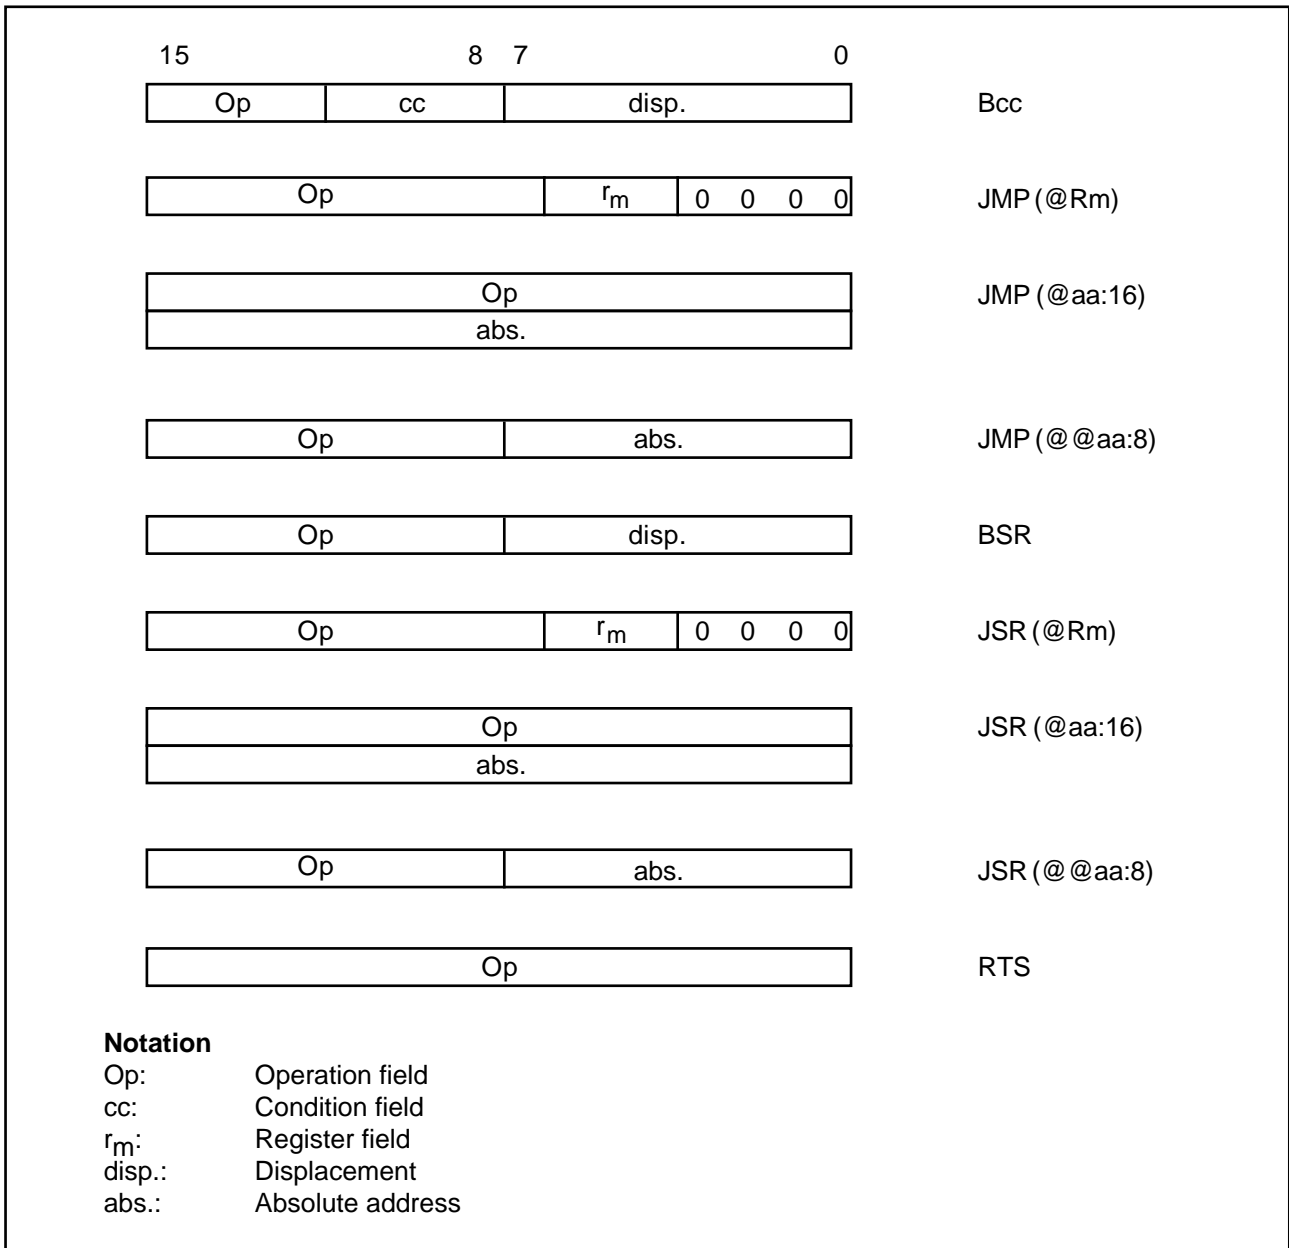 15 8 7 0
Op cc disp. Bcc
Op rm 0 0 0 0 JMP (@Rm)
Op JMP (@aa:16)
abs.
Op abs. JMP (@@aa:8)
Op disp. BSR
Op rm 0 0 0 0 JSR (@Rm)
Op JSR (@aa:16)
abs.
Op abs. JSR (@@aa:8)
Op RTS
Notation
Op: Operation field
cc: Condition field
rm: Register field
disp.: Displacement
abs.: Absolute address